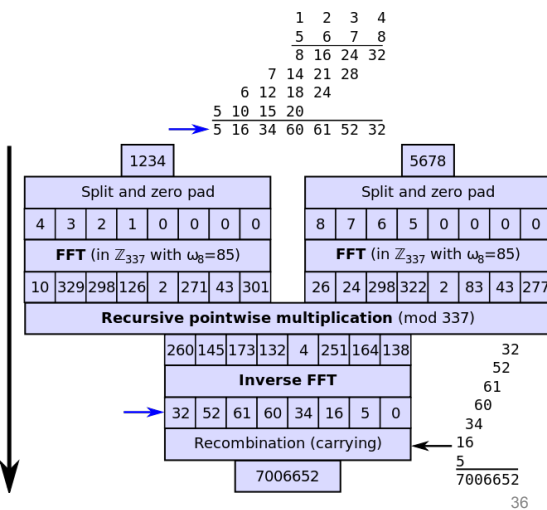 1 2 3 4
5 6 7 8
8 16 24 32
7 14 21 28
6 12 18 24
5 10 15 20
5 16 34 60 61 52 32
1234 5678
Split and zero pad Split and zero pad
4 3 2 1 0 0 0 0 8 7 6 5 0 0 0 0
FFT (in ℤ₃₃₇ with ω₈=85) FFT (in ℤ₃₃₇ with ω₈=85)
10 329 298 126 2 271 43 301 26 24 298 322 2 83 43 277
Recursive pointwise multiplication (mod 337)
260 145 173 132 4 251 164 138
Inverse FFT
32 52 61 60 34 16 5 0
Recombination (carrying)
7006652
32
52
61
60
34
16
5
7006652
36